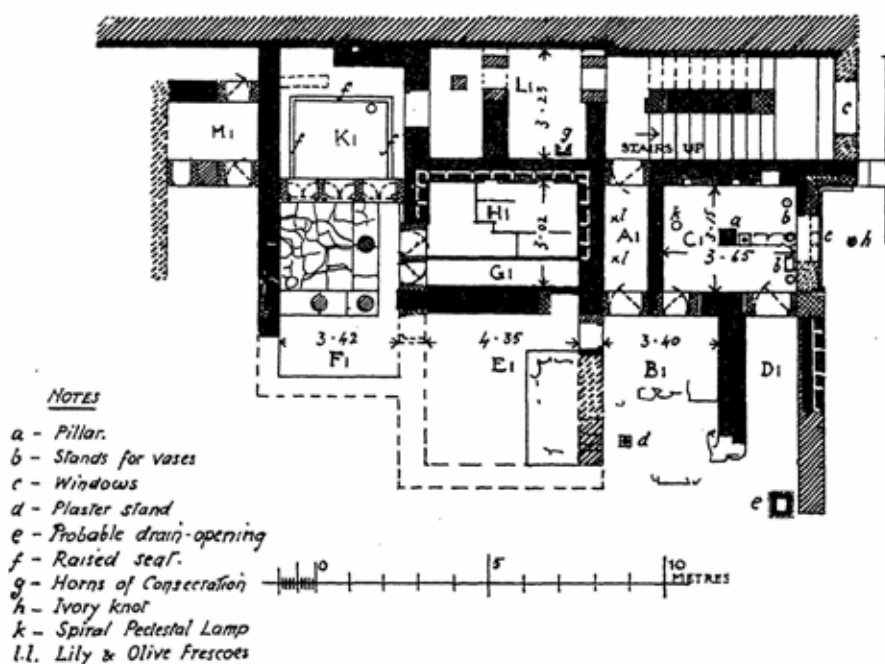 c
L1
3·25
g
STAIRS UP
M1
K1
f
f
f
H1
3·02
G1
x l
A1
x l
k
C1
3·15
a
b
3·65
b
c
h
3·42
F1
4·35
E1
3·40
B1
D1
d
e
NOTES
a - Pillar.
b - Stands for vases
c - Windows
d - Plaster stand
e - Probable drain-opening
f - Raised seat.
g - Horns of Consecration
h - Ivory knot
k - Spiral Pedestal Lamp
l.l. Lily & Olive Frescoes
0 5 10
METRES